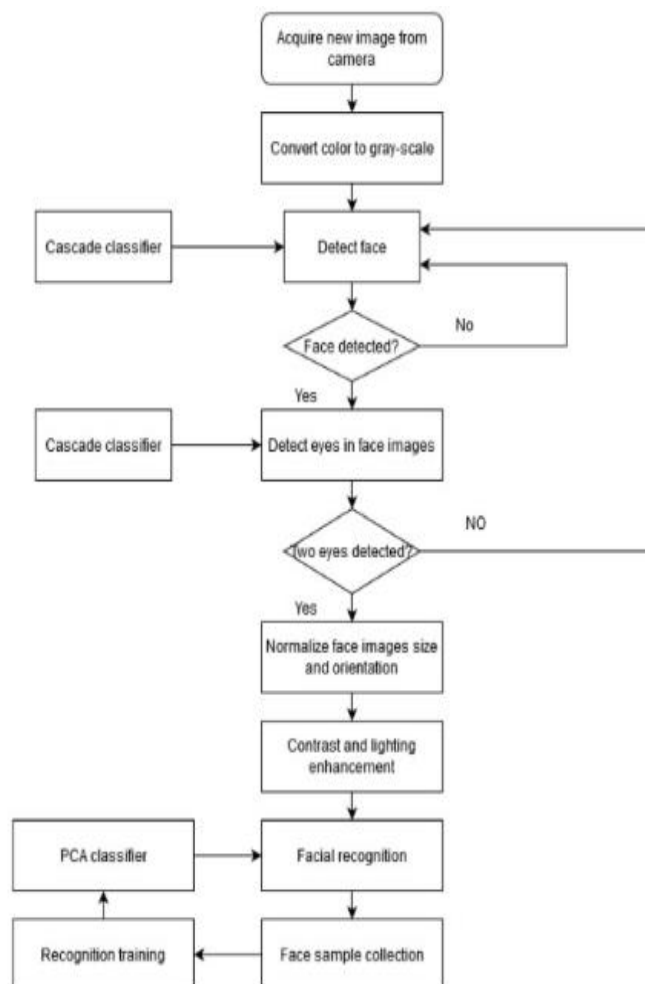 Acquire new image from
camera
Convert color to gray-scale
Cascade classifier
Detect face
No
Face detected?
Yes
Cascade classifier
Detect eyes in face images
NO
Two eyes detected?
Yes
Normalize face images size
and orientation
Contrast and lighting
enhancement
PCA classifier
Facial recognition
Recognition training
Face sample collection